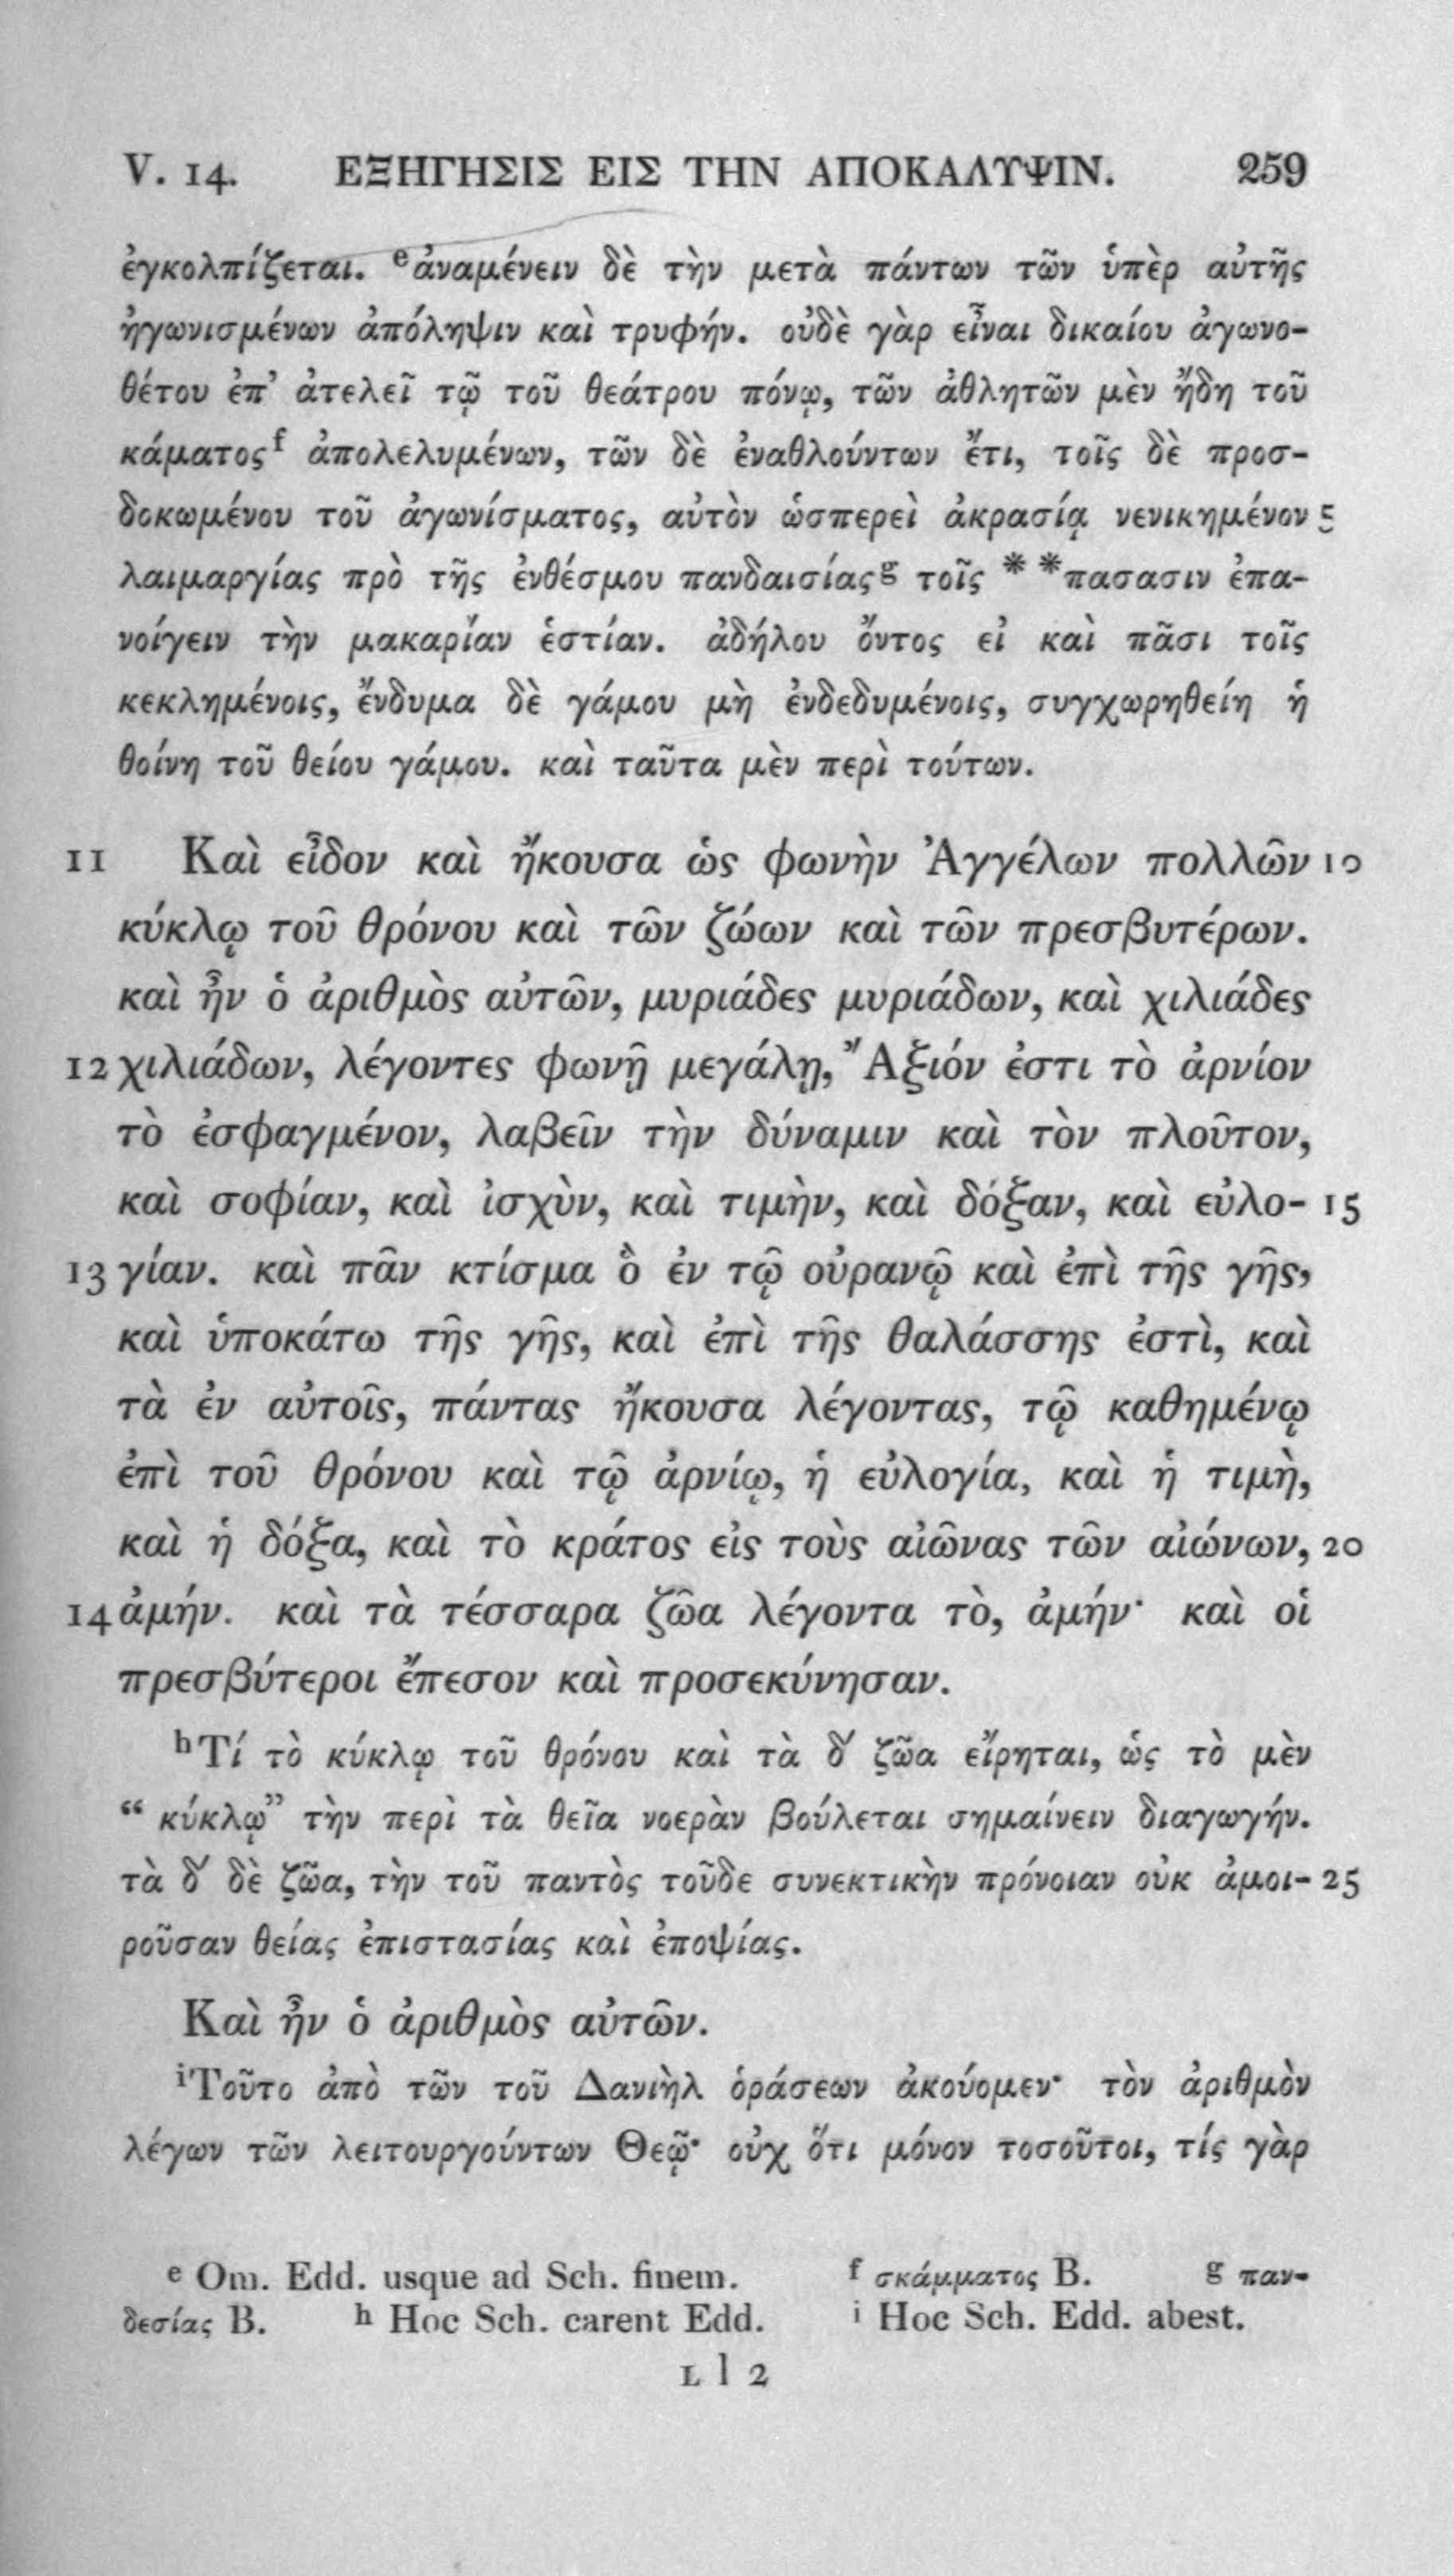 V. 14. ΕΞΗΓΗΣΙΣ ΕΙΣ ΤΗΝ ΑΠΟΚΑΛΥΨΙΝ. 259
ἐγκολπίζεται. ᵉἀναμένειν δὲ τὴν μετὰ πάντων τῶν ὑπὲρ αὐτῆς
ἠγωνισμένων ἀπόληψιν καὶ τρυφήν. οὐδὲ γὰρ εἶναι δικαίου ἀγωνο-
θέτου ἐπ’ ἀτελεῖ τῷ τοῦ θεάτρου πόνῳ, τῶν ἀθλητῶν μὲν ἤδη τοῦ
κάματοςᶠ ἀπολελυμένων, τῶν δὲ ἐναθλούντων ἔτι, τοῖς δὲ προσ-
δοκωμένου τοῦ ἀγωνίσματος, αὐτὸν ὡσπερεὶ ἀκρασίᾳ νενικημένον 5
λαιμαργίας πρὸ τῆς ἐνθέσμου πανδαισίαςᵍ τοῖς * *πασασιν ἐπα-
νοίγειν τὴν μακαρίαν ἑστίαν. ἀδήλου ὄντος εἰ καὶ πᾶσι τοῖς
κεκλημένοις, ἔνδυμα δὲ γάμου μὴ ἐνδεδυμένοις, συγχωρηθείη ἡ
θοίνη τοῦ θείου γάμου. καὶ ταῦτα μὲν περὶ τούτων.
11 Καὶ εἶδον καὶ ἤκουσα ὡς φωνὴν Ἀγγέλων πολλῶν 10
κύκλῳ τοῦ θρόνου καὶ τῶν ζώων καὶ τῶν πρεσβυτέρων.
καὶ ἦν ὁ ἀριθμὸς αὐτῶν, μυριάδες μυριάδων, καὶ χιλιάδες
12 χιλιάδων, λέγοντες φωνῇ μεγάλῃ, Ἄξιόν ἐστι τὸ ἀρνίον
τὸ ἐσφαγμένον, λαβεῖν τὴν δύναμιν καὶ τὸν πλοῦτον,
καὶ σοφίαν, καὶ ἰσχὺν, καὶ τιμὴν, καὶ δόξαν, καὶ εὐλο- 15
13 γίαν. καὶ πᾶν κτίσμα ὃ ἐν τῷ οὐρανῷ καὶ ἐπὶ τῆς γῆς,
καὶ ὑποκάτω τῆς γῆς, καὶ ἐπὶ τῆς θαλάσσης ἐστὶ, καὶ
τὰ ἐν αὐτοῖς, πάντας ἤκουσα λέγοντας, τῷ καθημένῳ
ἐπὶ τοῦ θρόνου καὶ τῷ ἀρνίῳ, ἡ εὐλογία, καὶ ἡ τιμὴ,
καὶ ἡ δόξα, καὶ τὸ κράτος εἰς τοὺς αἰῶνας τῶν αἰώνων, 20
14 ἀμήν. καὶ τὰ τέσσαρα ζῶα λέγοντα τὸ, ἀμήν· καὶ οἱ
πρεσβύτεροι ἔπεσον καὶ προσεκύνησαν.
ʰΤί τὸ κύκλῳ τοῦ θρόνου καὶ τὰ δ́ ζῶα εἴρηται, ὡς τὸ μὲν
“ κύκλῳ” τὴν περὶ τὰ θεῖα νοερὰν βούλεται σημαίνειν διαγωγήν.
τὰ δ́ δὲ ζῶα, τὴν τοῦ παντὸς τοῦδε συνεκτικὴν πρόνοιαν οὐκ ἀμοι- 25
ροῦσαν θείας ἐπιστασίας καὶ ἐποψίας.
Καὶ ἦν ὁ ἀριθμὸς αὐτῶν.
ⁱΤοῦτο ἀπὸ τῶν τοῦ Δανιὴλ ὁράσεων ἀκούομεν· τὸν ἀριθμὸν
λέγων τῶν λειτουργούντων Θεῷ· οὐχ ὅτι μόνον τοσοῦτοι, τίς γὰρ
ᵉ Om. Edd. usque ad Sch. finem. ᶠ σκάμματος B. ᵍ παν-
δεσίας B. ʰ Hoc Sch. carent Edd. ⁱ Hoc Sch. Edd. abest.
L l 2